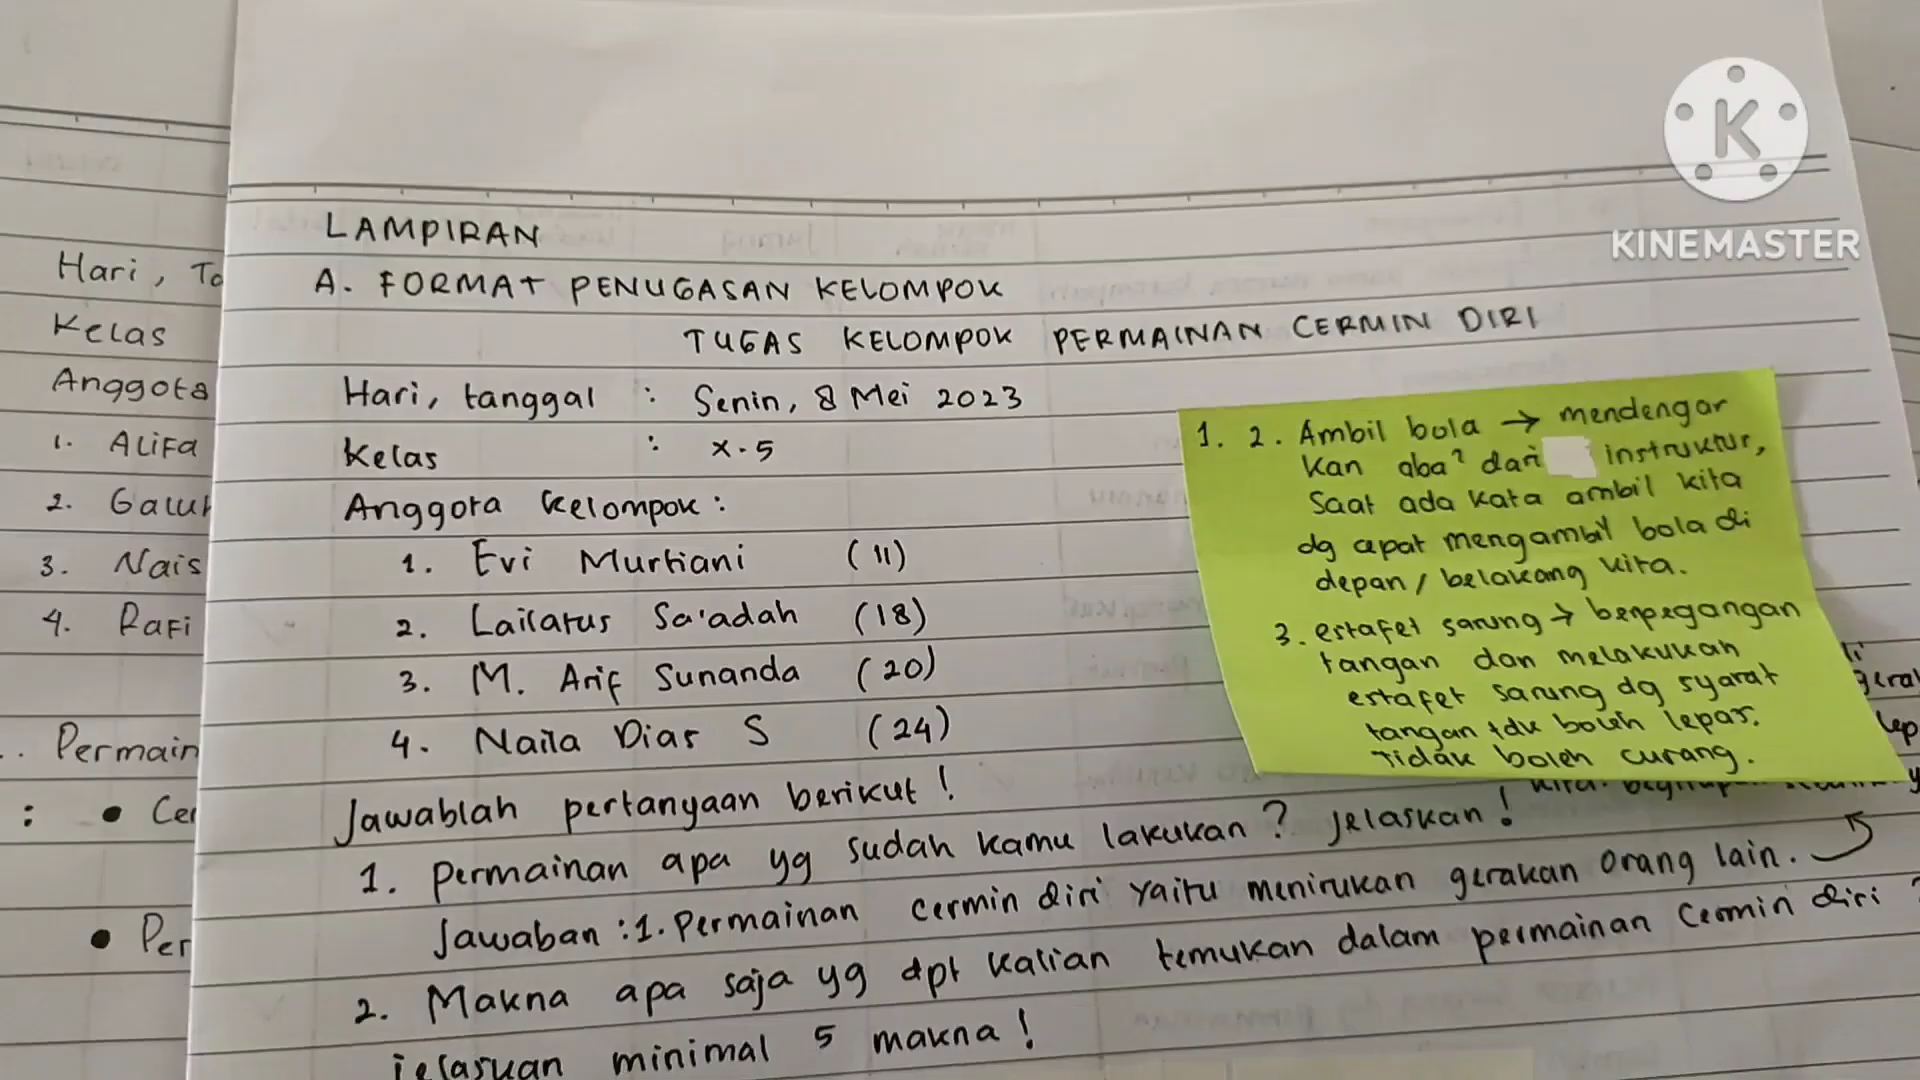 KINEMASTER
Hari, Ta
Kelas
Anggota
1. ALIFA
2. Galuh
3. Nais
4. Rafi
Permain
: • Cer
• Per
LAMPIRAN
A. FORMAT PENUGASAN KELOMPOK
TUGAS KELOMPOK PERMAINAN CERMIN DIRI
Hari, tanggal : Senin, 8 Mei 2023
Kelas : X.5
Anggota Kelompok :
1. Evi Murtiani (11)
2. Lailatus Sa'adah (18)
3. M. Arif Sunanda (20)
4. Naila Dias S (24)
Jawablah pertanyaan berikut !
1. permainan apa yg sudah kamu lakukan ? jelaskan !
Jawaban : 1. Permainan cermin diri yaitu menirukan gerakan orang lain.
2. Makna apa saja yg dpt kalian temukan dalam permainan Cermin diri ?
jelaskan minimal 5 makna !
1. 2. Ambil bola → mendengar
kan aba² dari instruktur,
Saat ada kata ambil kita
dg cepat mengambil bola di
depan / belakang kita.
3. estafet sarung → berpegangan
tangan dan melakukan
estafet sarung dg syarat
tangan tdk boleh lepas.
Tidak boleh curang.